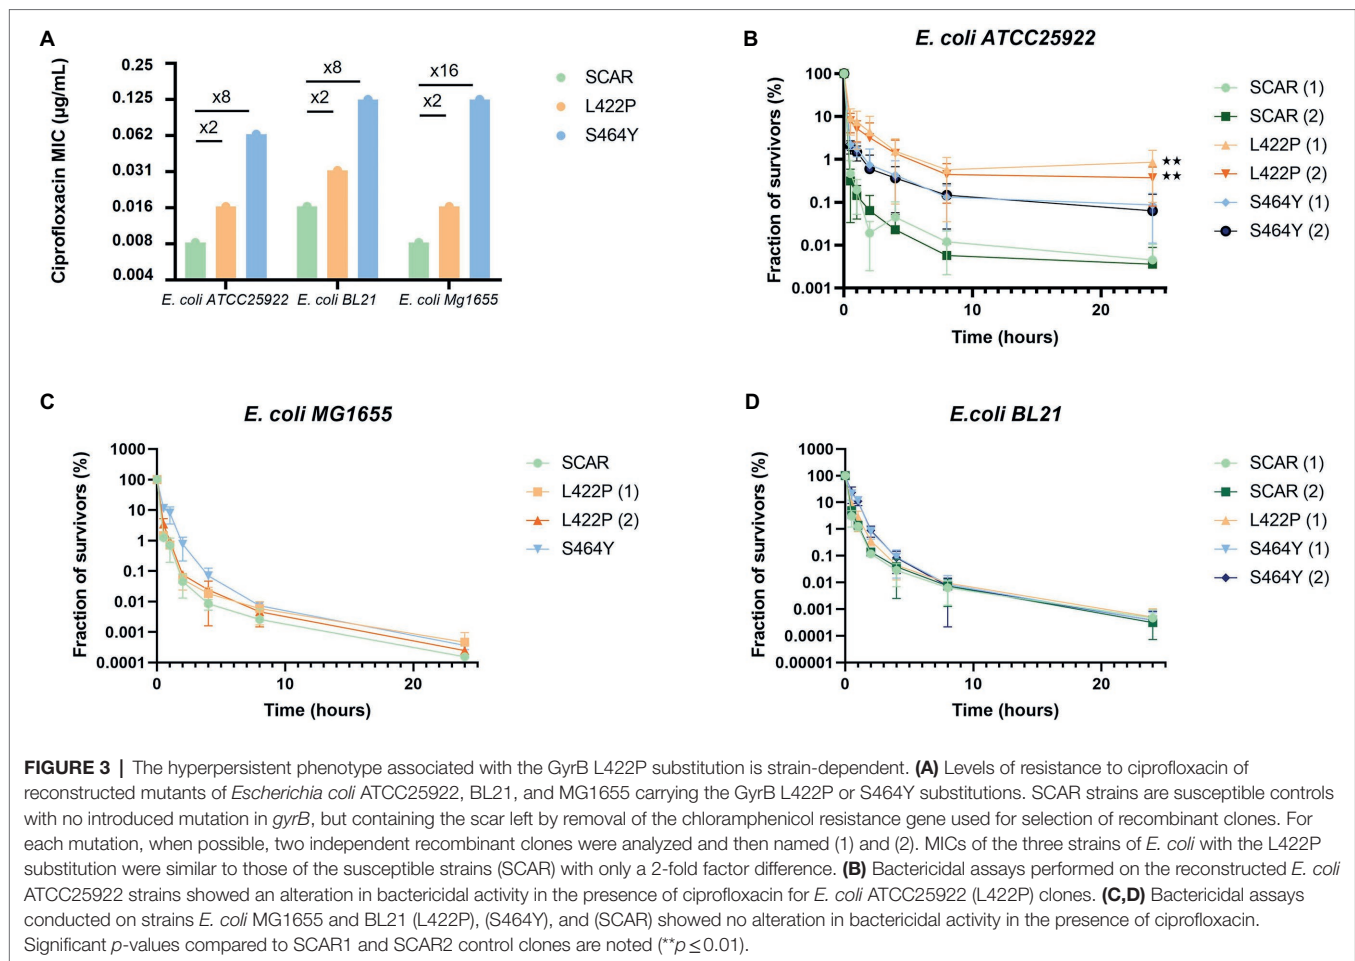 A
Ciprofloxacin MIC (µg/mL)
0.25
0.125
0.062
0.031
0.016
0.008
0.004
x8
x2
x8
x2
x16
x2
E. coli ATCC25922
E. coli BL21
E. coli Mg1655
SCAR
L422P
S464Y
B
E. coli ATCC25922
Fraction of survivors (%)
100
10
1
0.1
0.01
0.001
0
10
20
Time (hours)
★★
★★
SCAR (1)
SCAR (2)
L422P (1)
L422P (2)
S464Y (1)
S464Y (2)
C
E. coli MG1655
Fraction of survivors (%)
1000
100
10
1
0.1
0.01
0.001
0.0001
0
10
20
Time (hours)
SCAR
L422P (1)
L422P (2)
S464Y
D
E.coli BL21
Fraction of survivors (%)
1000
100
10
1
0.1
0.01
0.001
0.0001
0.00001
0
10
20
Time (hours)
SCAR (1)
SCAR (2)
L422P (1)
S464Y (1)
S464Y (2)
FIGURE 3 | The hyperpersistent phenotype associated with the GyrB L422P substitution is strain-dependent. (A) Levels of resistance to ciprofloxacin of
reconstructed mutants of Escherichia coli ATCC25922, BL21, and MG1655 carrying the GyrB L422P or S464Y substitutions. SCAR strains are susceptible controls
with no introduced mutation in gyrB, but containing the scar left by removal of the chloramphenicol resistance gene used for selection of recombinant clones. For
each mutation, when possible, two independent recombinant clones were analyzed and then named (1) and (2). MICs of the three strains of E. coli with the L422P
substitution were similar to those of the susceptible strains (SCAR) with only a 2-fold factor difference. (B) Bactericidal assays performed on the reconstructed E. coli
ATCC25922 strains showed an alteration in bactericidal activity in the presence of ciprofloxacin for E. coli ATCC25922 (L422P) clones. (C,D) Bactericidal assays
conducted on strains E. coli MG1655 and BL21 (L422P), (S464Y), and (SCAR) showed no alteration in bactericidal activity in the presence of ciprofloxacin.
Significant p-values compared to SCAR1 and SCAR2 control clones are noted (**p ≤ 0.01).